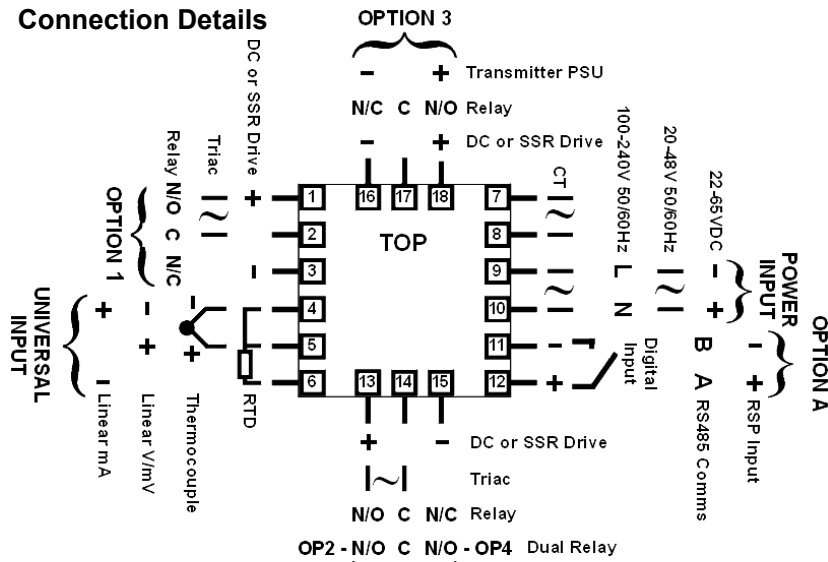 Connection Details
OPTION 3
- + Transmitter PSU
N/C C N/O Relay
- + DC or SSR Drive
DC or SSR Drive
+
-
Triac
~
Relay N/O C N/C
OPTION 1
16 17 18
TOP
1
2
3
4
5
6
7
8
9
10
11
12
13 14 15
CT
~
~
100-240V 50/60Hz
L
N
20-48V 50/60Hz
~
22-65VDC
-
+
POWER
INPUT
- +
Digital
Input
B A RS485 Comms
- + RSP Input
OPTION A
UNIVERSAL
INPUT
+ - Linear mA
- + Linear V/mV
- + Thermocouple
RTD
+ - DC or SSR Drive
~ Triac
N/O C N/C Relay
OP2 - N/O C N/O - OP4 Dual Relay